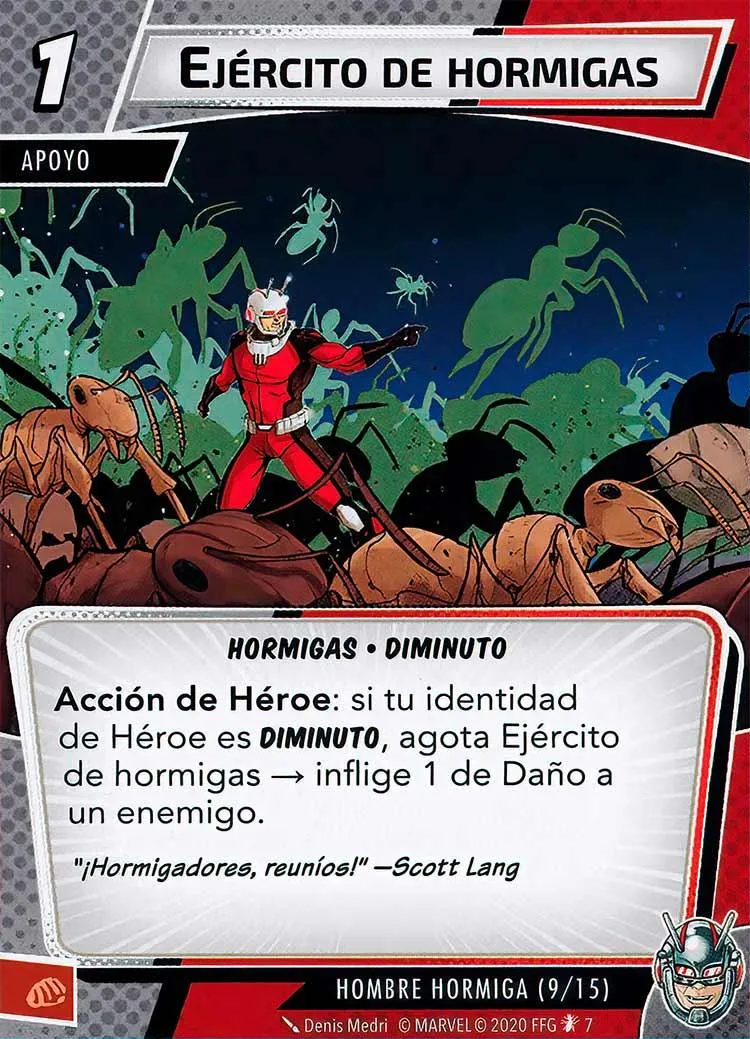 1
EJÉRCITO DE HORMIGAS
APOYO
HORMIGAS • DIMINUTO
Acción de Héroe: si tu identidad
de Héroe es DIMINUTO, agota Ejército
de hormigas → inflige 1 de Daño a
un enemigo.
"¡Hormigadores, reuníos!" —Scott Lang
HOMBRE HORMIGA (9/15)
Denis Medri © MARVEL © 2020 FFG 7